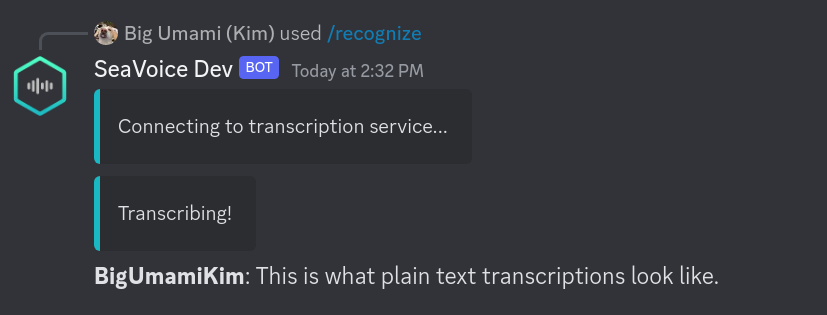 Big Umami (Kim) used /recognize
SeaVoice Dev BOT Today at 2:32 PM
Connecting to transcription service...
Transcribing!
BigUmamiKim: This is what plain text transcriptions look like.